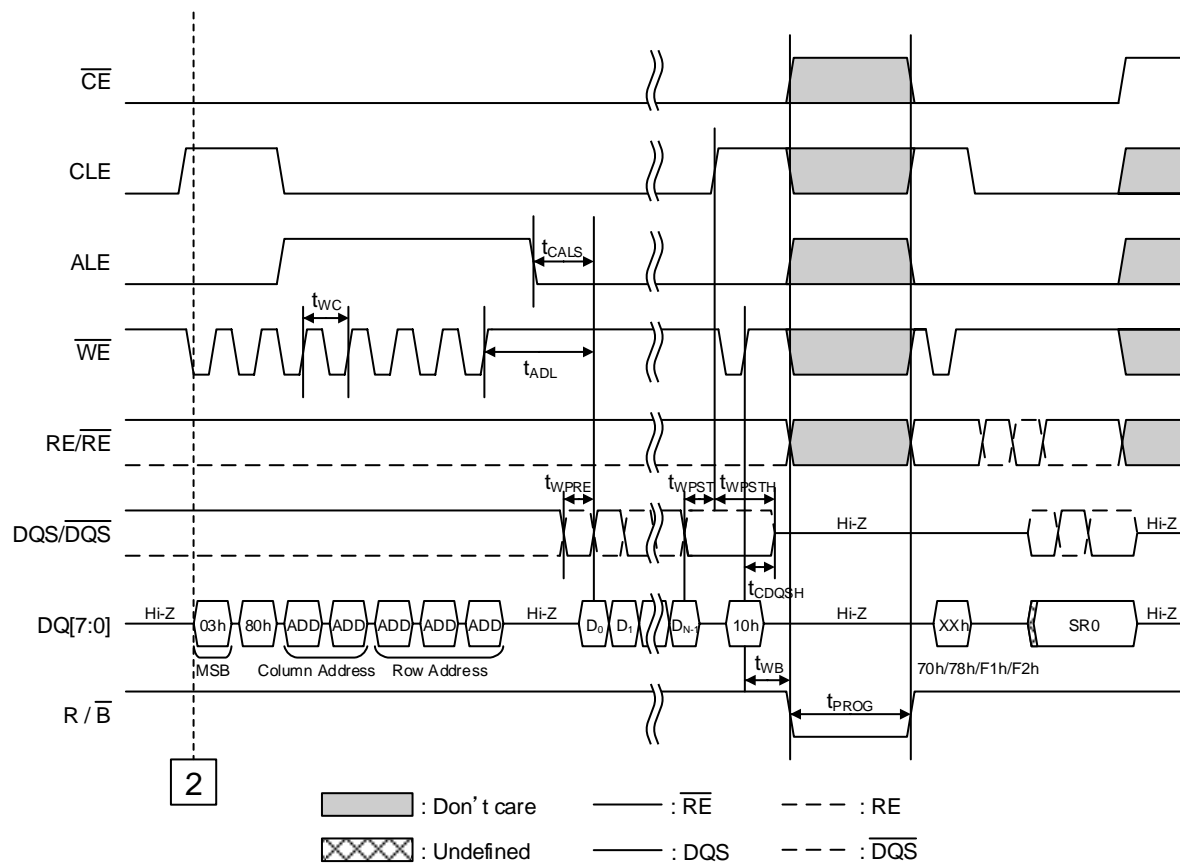 CE
CLE
ALE
tCALS
tWC
WE
tADL
RE/RE
tWPRE
tWPST
tWPSTH
DQS/DQS
Hi-Z
Hi-Z
tCDQSH
DQ[7:0]
Hi-Z
03h
80h
ADD
ADD
ADD
ADD
ADD
Hi-Z
D0
D1
DN-1
10h
Hi-Z
XXh
SR0
Hi-Z
MSB
Column Address
Row Address
70h/78h/F1h/F2h
tWB
R / B
tPROG
2
: Don't care
: RE
: RE
: Undefined
: DQS
: DQS